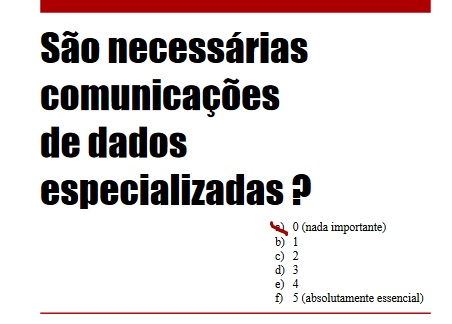 São necessárias
comunicações
de dados
especializadas ?
a) 0 (nada importante)
b) 1
c) 2
d) 3
e) 4
f) 5 (absolutamente essencial)